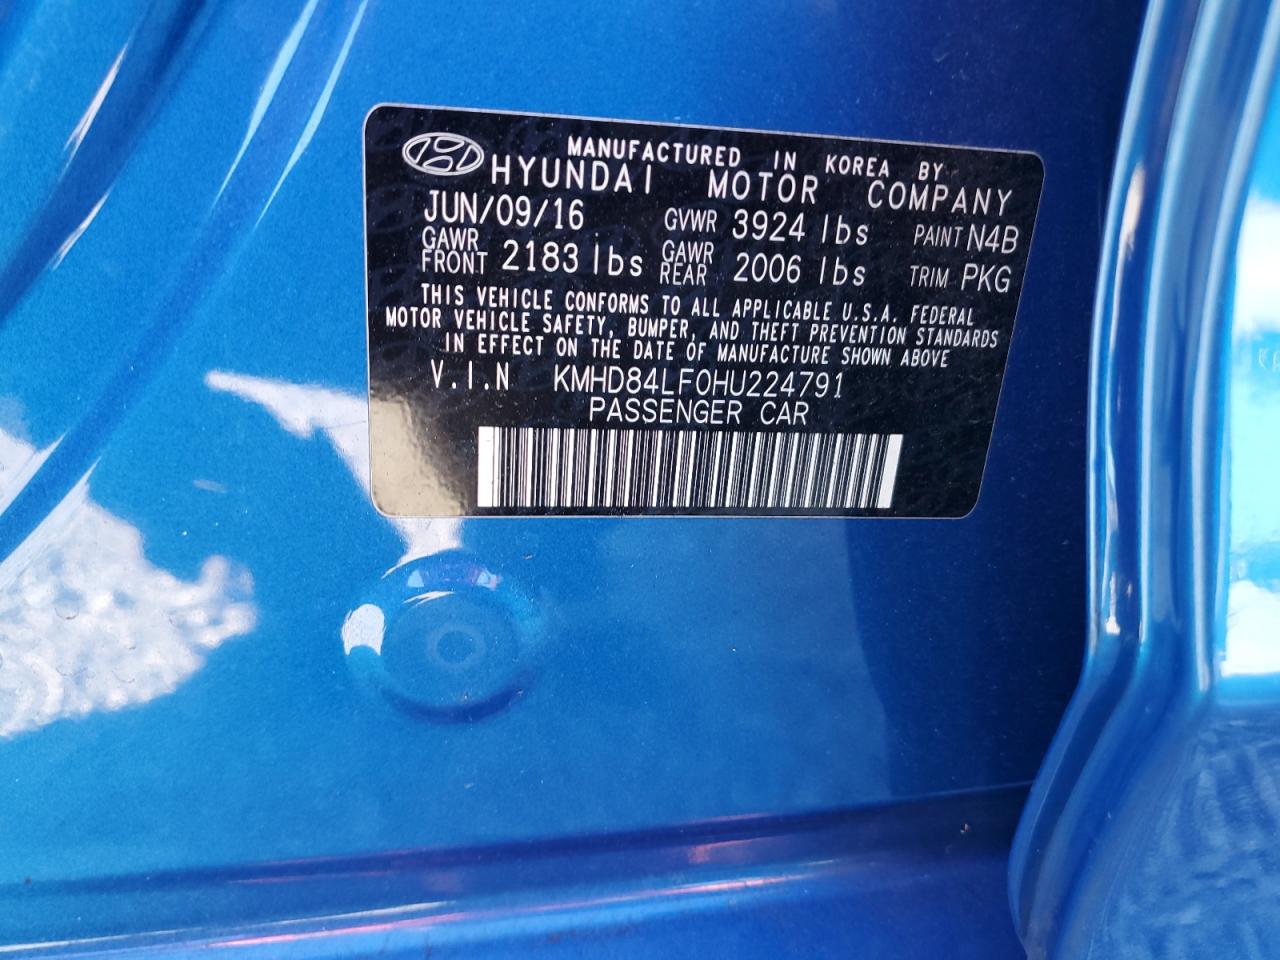 MANUFACTURED IN KOREA BY
HYUNDAI MOTOR COMPANY
JUN/09/16 GVWR 3924 lbs PAINT N4B
GAWR FRONT 2183 lbs GAWR REAR 2006 lbs TRIM PKG
THIS VEHICLE CONFORMS TO ALL APPLICABLE U.S.A. FEDERAL
MOTOR VEHICLE SAFETY, BUMPER, AND THEFT PREVENTION STANDARDS
IN EFFECT ON THE DATE OF MANUFACTURE SHOWN ABOVE
V.I.N KMHD84LF0HU224791
PASSENGER CAR